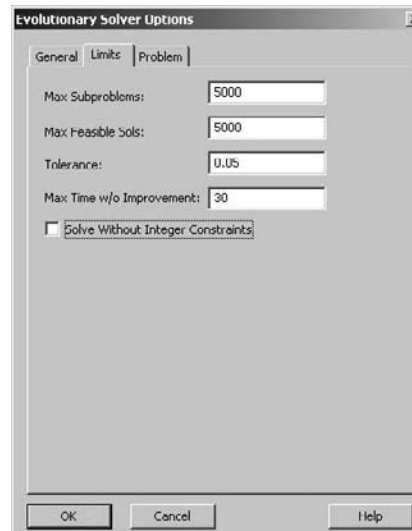 Evolutionary Solver Options
General Limits Problem
Max Subproblems: 5000
Max Feasible Sols: 5000
Tolerance: 0.05
Max Time w/o Improvement: 30
Solve Without Integer Constraints
OK Cancel Help